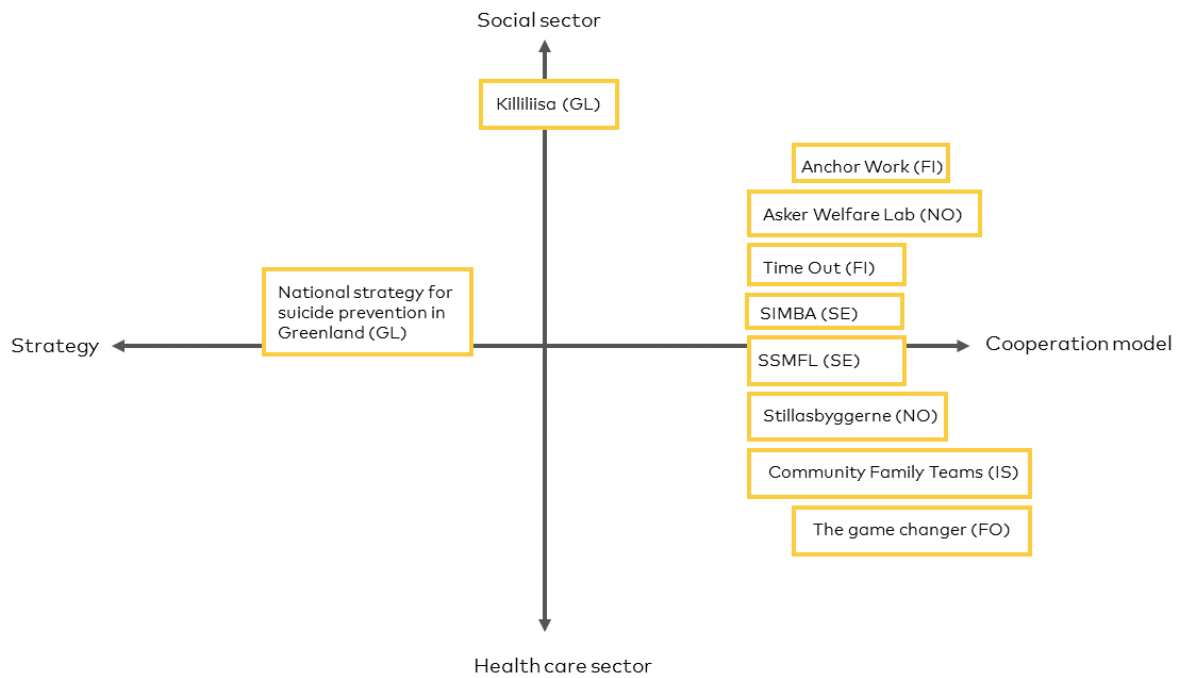 Social sector
Killiliisa (GL)
Anchor Work (FI)
Asker Welfare Lab (NO)
Time Out (FI)
National strategy for
suicide prevention in
Greenland (GL)
SIMBA (SE)
Strategy
Cooperation model
SSMFL (SE)
Stillasbyggerne (NO)
Community Family Teams (IS)
The game changer (FO)
Health care sector